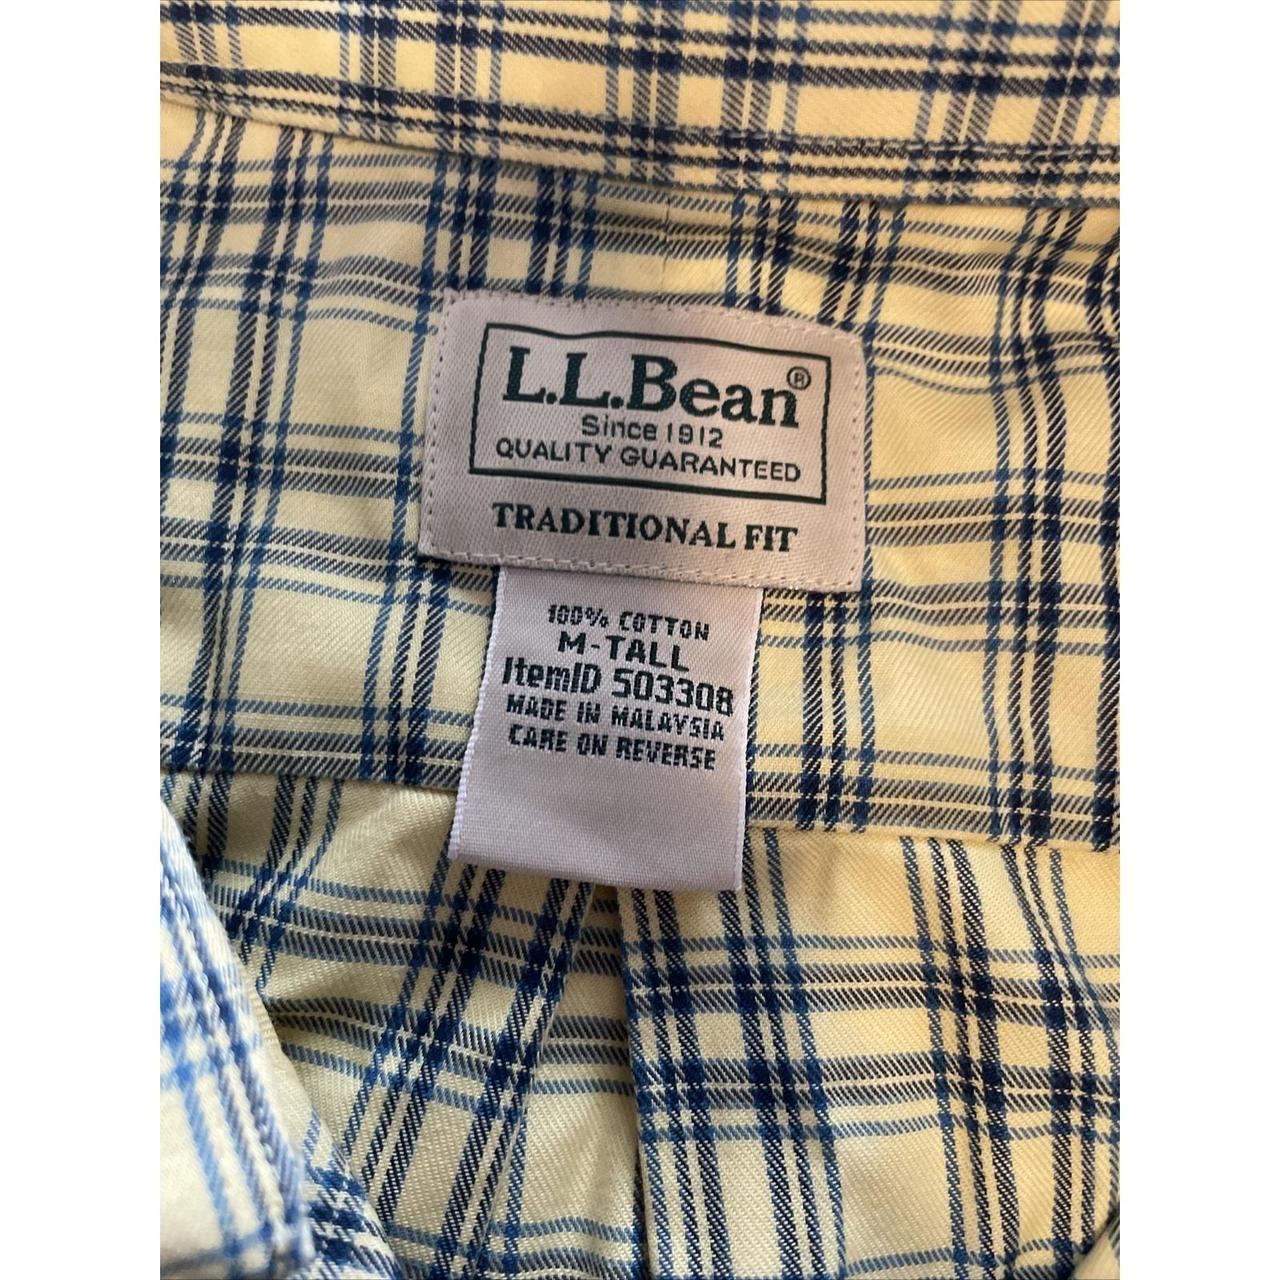 L.L.Bean®
Since 1912
QUALITY GUARANTEED
TRADITIONAL FIT
100% COTTON
M-TALL
ItemID 503308
MADE IN MALAYSIA
CARE ON REVERSE